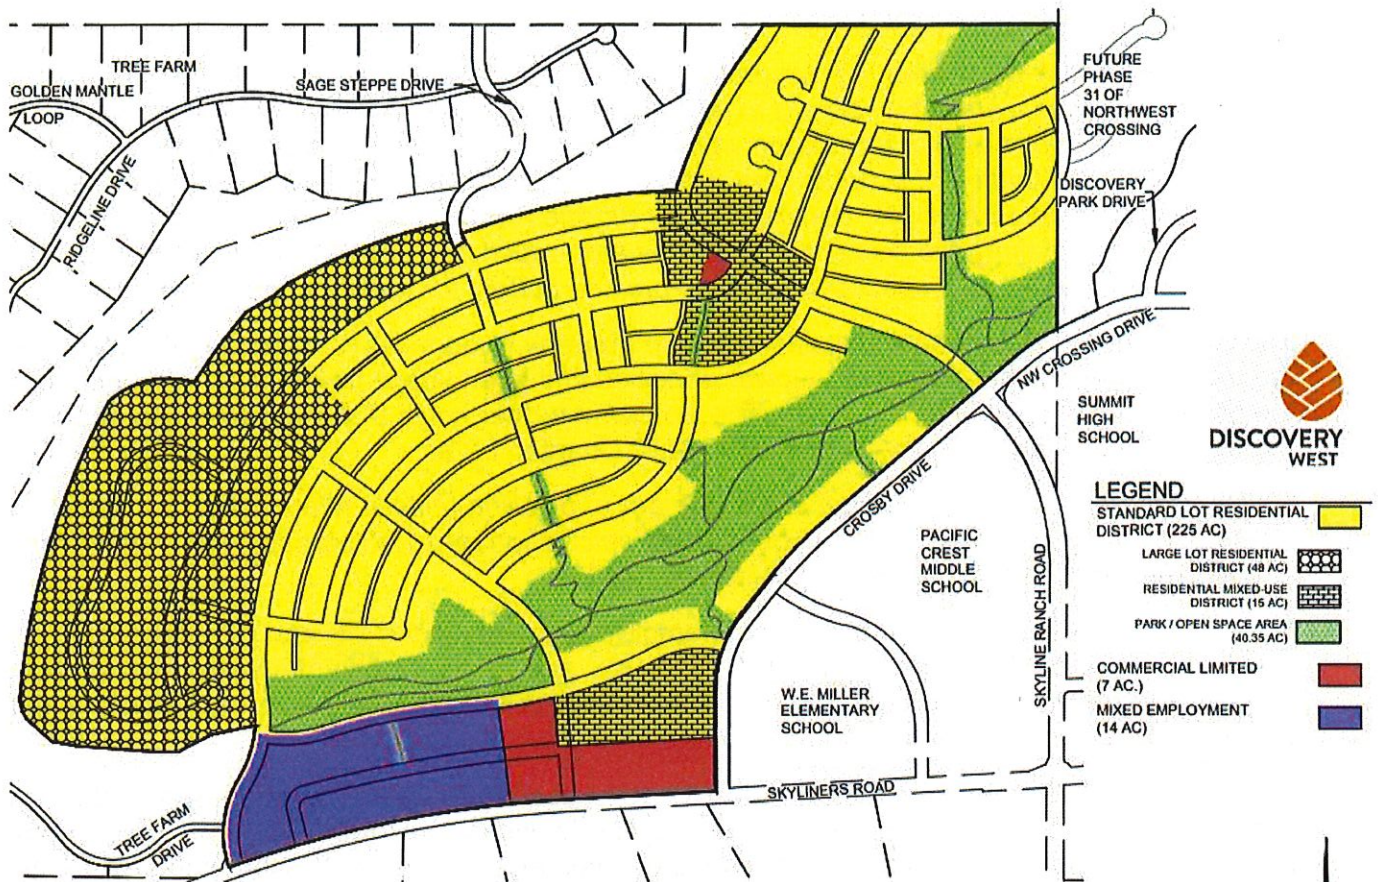 TREE FARM
GOLDEN MANTLE
LOOP
SAGE STEPPE DRIVE
RIDGELINE DRIVE
FUTURE
PHASE
31 OF
NORTHWEST
CROSSING
DISCOVERY
PARK DRIVE
NW CROSSING DRIVE
SUMMIT
HIGH
SCHOOL
DISCOVERY
WEST
CROSBY DRIVE
PACIFIC
CREST
MIDDLE
SCHOOL
SKYLINE RANCH ROAD
W.E. MILLER
ELEMENTARY
SCHOOL
SKYLINERS ROAD
TREE FARM
DRIVE
LEGEND
STANDARD LOT RESIDENTIAL
DISTRICT (225 AC)
LARGE LOT RESIDENTIAL
DISTRICT (48 AC)
RESIDENTIAL MIXED-USE
DISTRICT (15 AC)
PARK / OPEN SPACE AREA
(40.35 AC)
COMMERCIAL LIMITED
(7 AC.)
MIXED EMPLOYMENT
(14 AC)